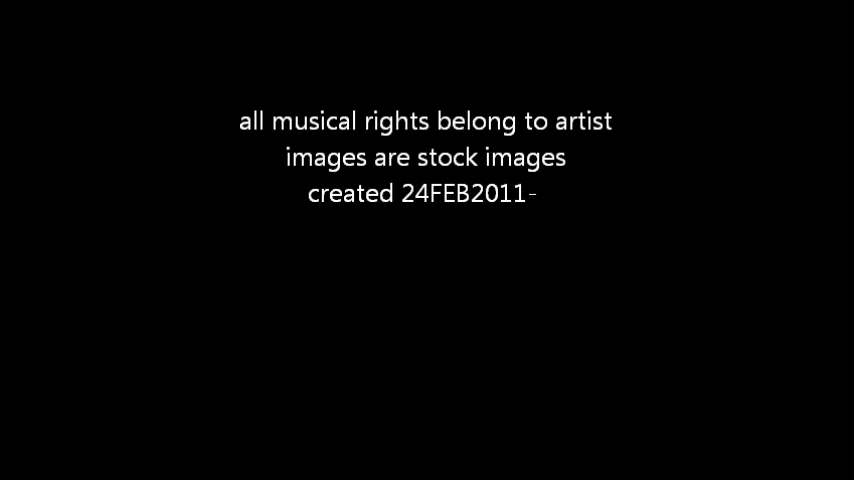 all musical rights belong to artist
images are stock images
created 24FEB2011-